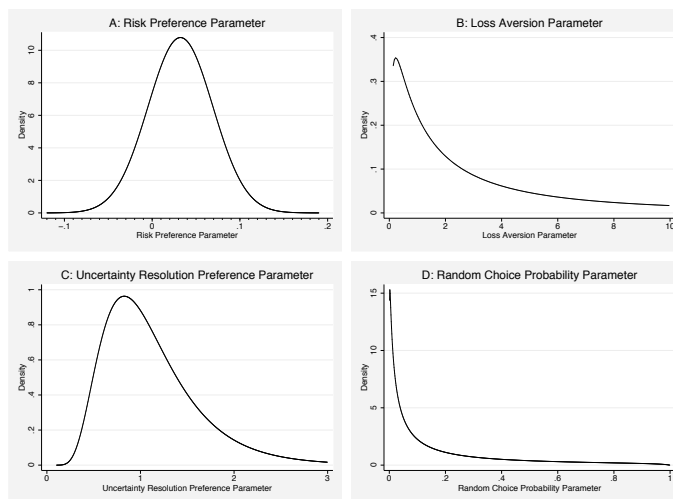 A: Risk Preference Parameter
Density
0 2 4 6 8 10
-.1 0 .1 .2
Risk Preference Parameter
B: Loss Aversion Parameter
Density
0 .1 .2 .3 .4
0 2 4 6 8 10
Loss Aversion Parameter
C: Uncertainty Resolution Preference Parameter
Density
0 .2 .4 .6 .8 1
0 1 2 3
Uncertainty Resolution Preference Parameter
D: Random Choice Probability Parameter
Density
0 5 10 15
0 .2 .4 .6 .8 1
Random Choice Probability Parameter